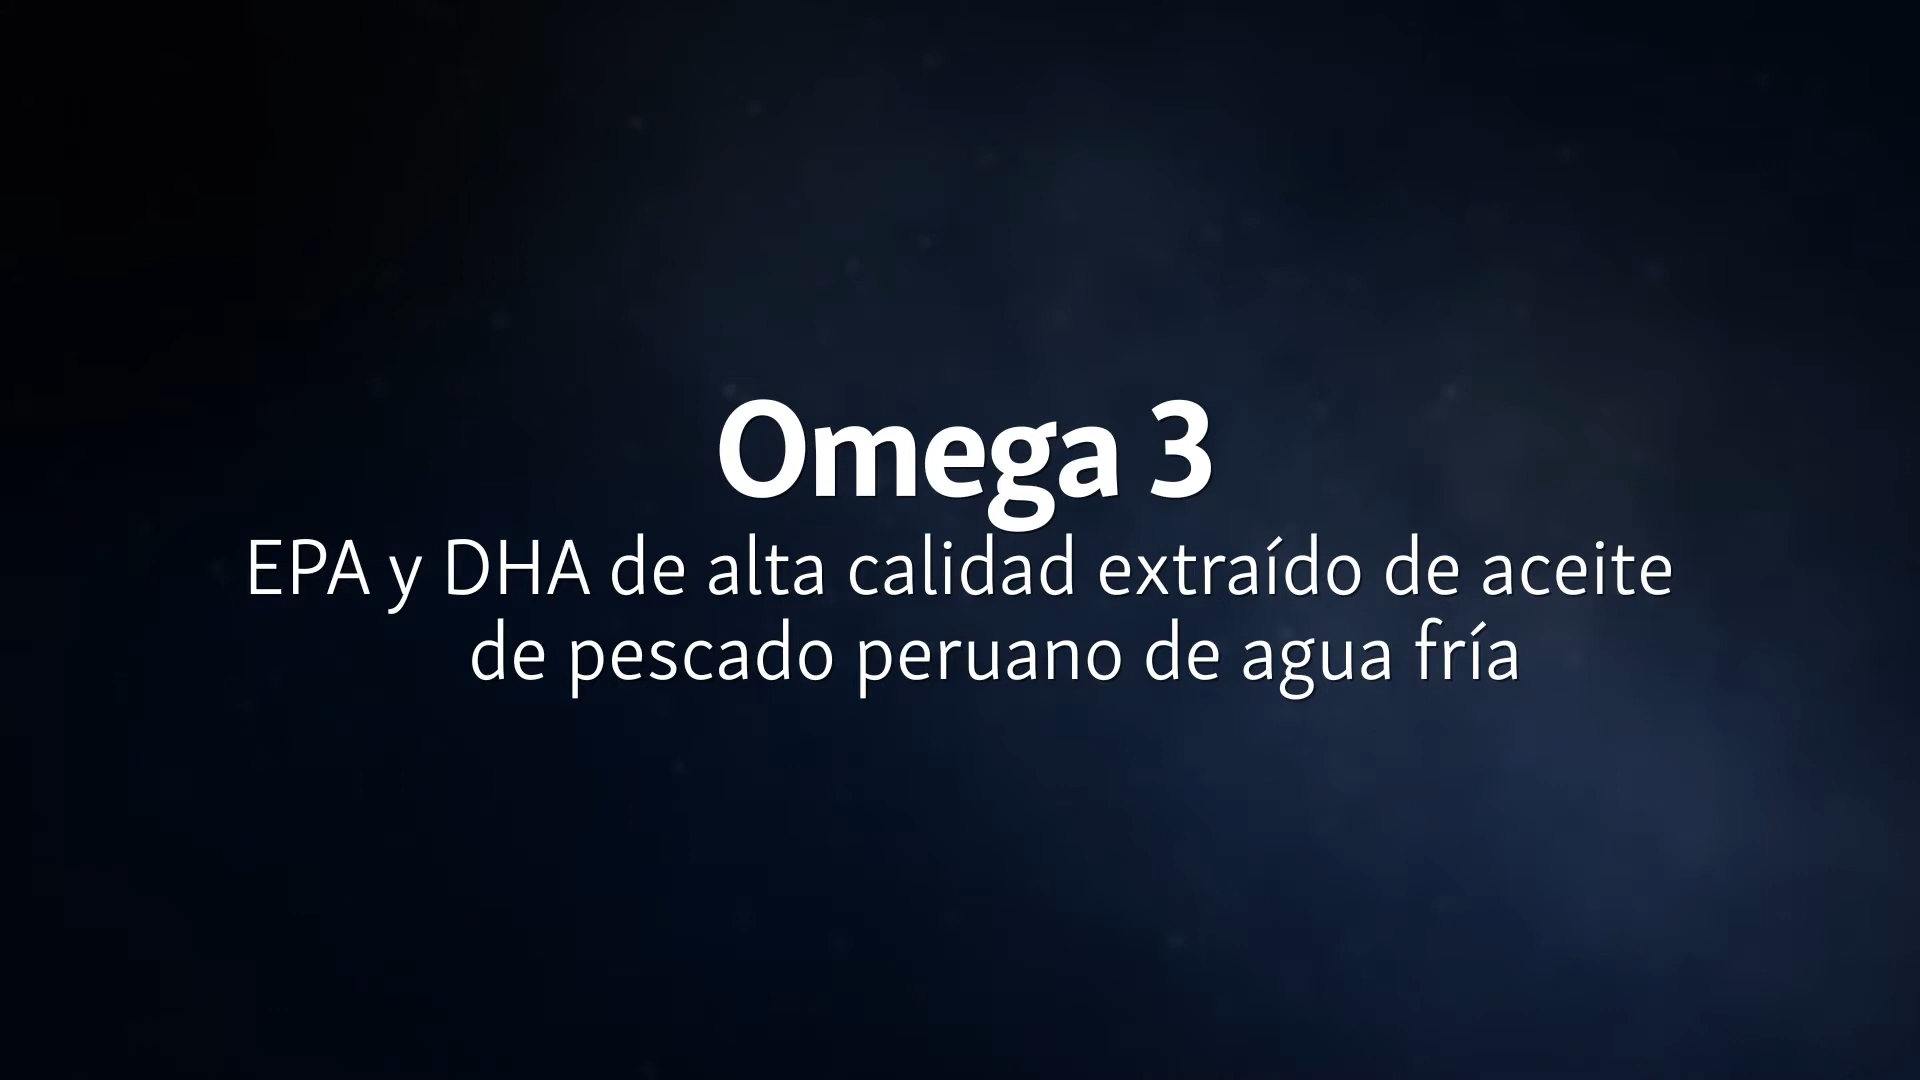 Omega 3
EPA y DHA de alta calidad extraído de aceite
de pescado peruano de agua fría